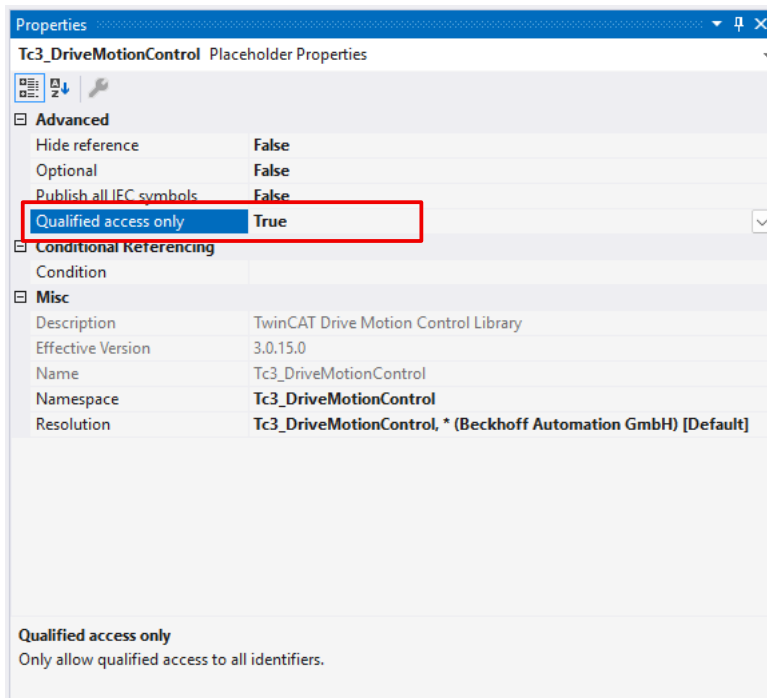 Properties
Tc3_DriveMotionControl Placeholder Properties
Advanced
Hide reference False
Optional False
Publish all IEC symbols False
Qualified access only True
Conditional Referencing
Condition
Misc
Description TwinCAT Drive Motion Control Library
Effective Version 3.0.15.0
Name Tc3_DriveMotionControl
Namespace Tc3_DriveMotionControl
Resolution Tc3_DriveMotionControl, * (Beckhoff Automation GmbH) [Default]
Qualified access only
Only allow qualified access to all identifiers.